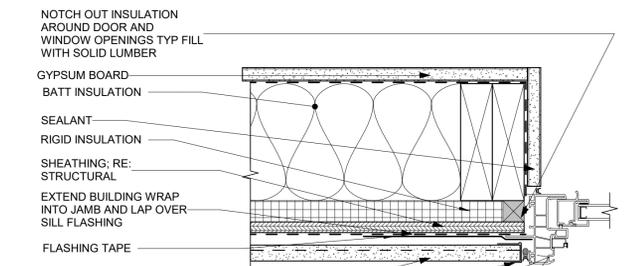 NOTCH OUT INSULATION
AROUND DOOR AND
WINDOW OPENINGS TYP FILL
WITH SOLID LUMBER
GYPSUM BOARD
BATT INSULATION
SEALANT
RIGID INSULATION
SHEATHING; RE:
STRUCTURAL
EXTEND BUILDING WRAP
INTO JAMB AND LAP OVER
SILL FLASHING
FLASHING TAPE